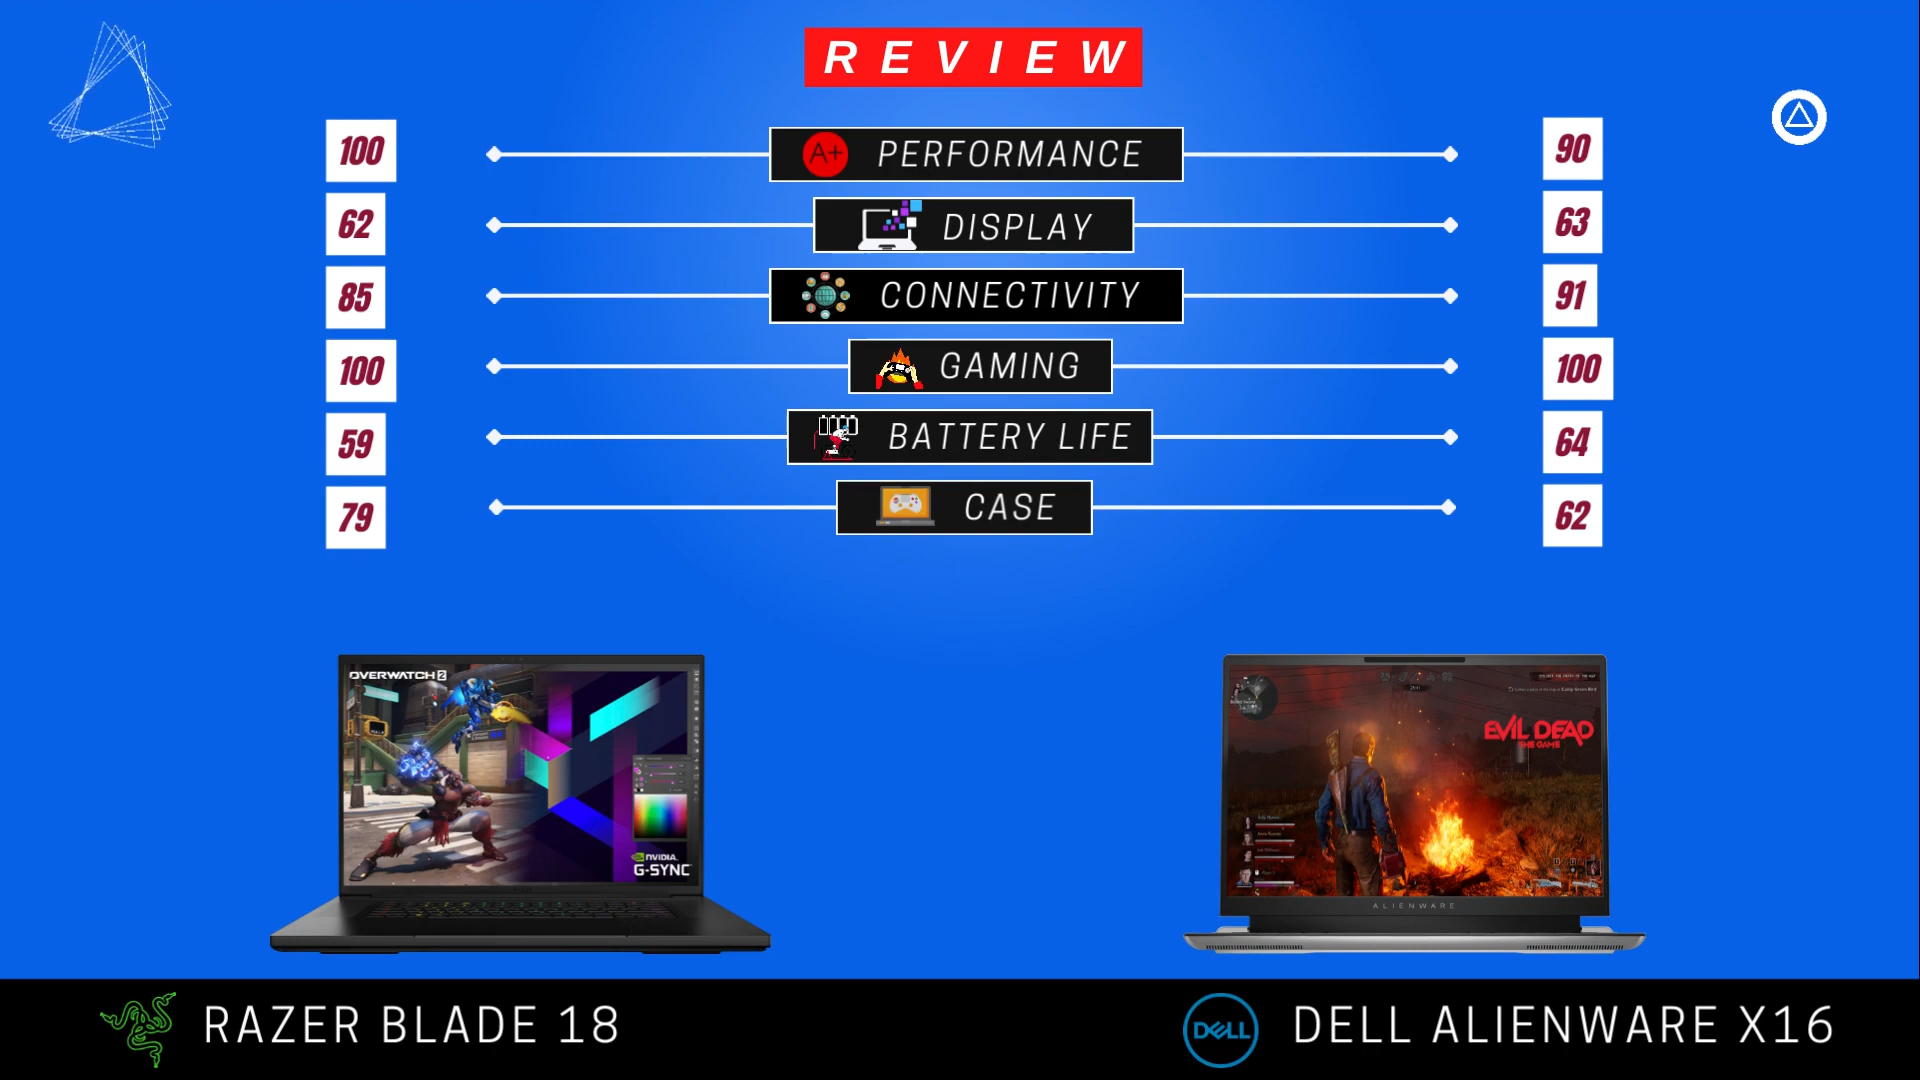 REVIEW
100 A+ PERFORMANCE 90
62 DISPLAY 63
85 CONNECTIVITY 91
100 GAMING 100
59 BATTERY LIFE 64
79 CASE 62
OVERWATCH 2
NVIDIA.
G-SYNC
EVIL DEAD
THE GAME
ALIENWARE
RAZER BLADE 18
DELL
DELL ALIENWARE X16